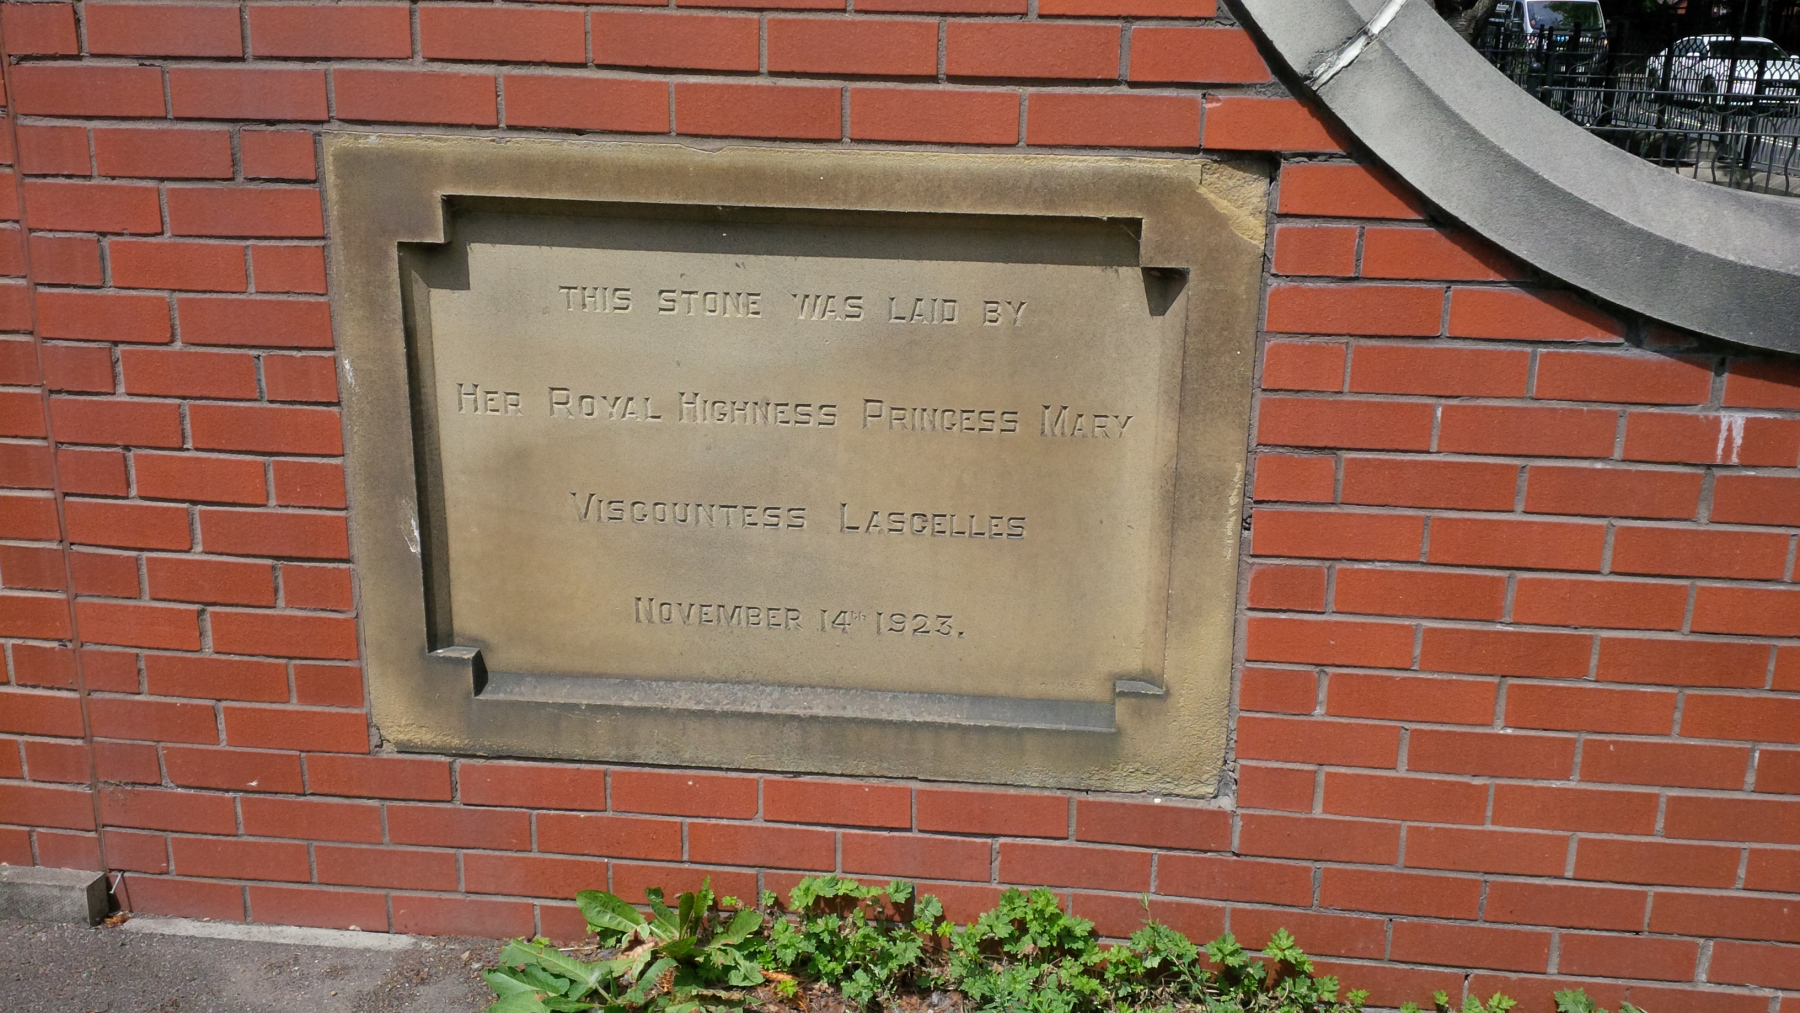 THIS STONE WAS LAID BY
HER ROYAL HIGHNESS PRINCESS MARY
VISCOUNTESS LASCELLES
NOVEMBER 14th 1923.